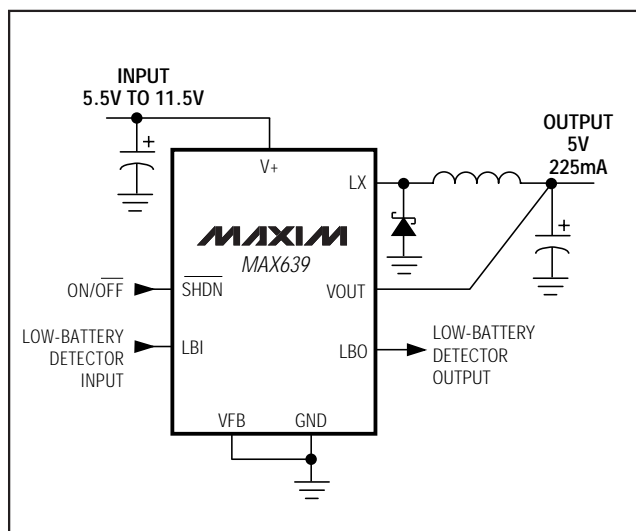 INPUT
5.5V TO 11.5V
+
V+
OUTPUT
5V
225mA
LX
+
MAXIM
MAX639
ON/OFF
SHDN
VOUT
LOW-BATTERY
DETECTOR
INPUT
LBI
LBO
LOW-BATTERY
DETECTOR
OUTPUT
VFB
GND